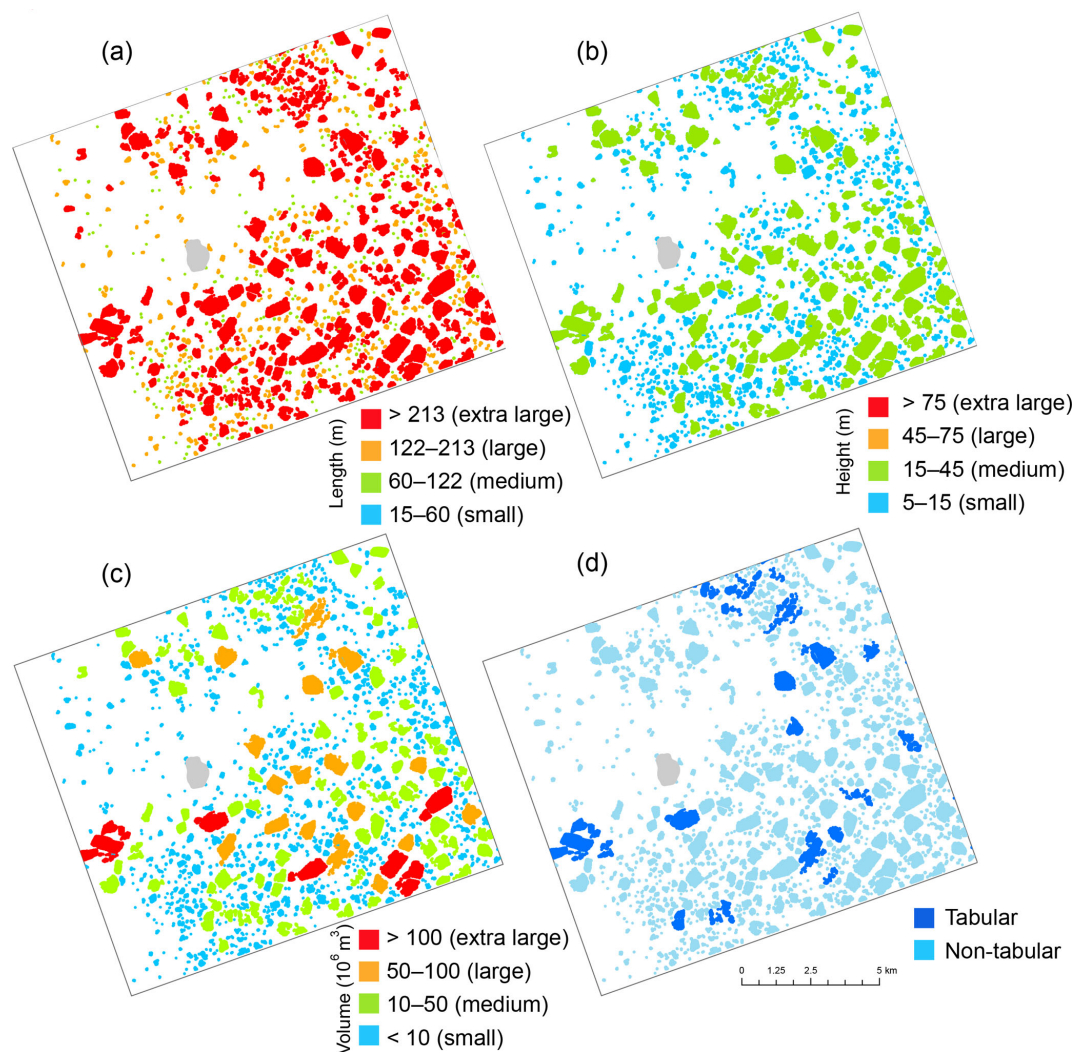 (a)
(b)
Length (m)
> 213 (extra large)
122–213 (large)
60–122 (medium)
15–60 (small)
Height (m)
> 75 (extra large)
45–75 (large)
15–45 (medium)
5–15 (small)
(c)
(d)
Volume (10⁶ m³)
> 100 (extra large)
50–100 (large)
10–50 (medium)
< 10 (small)
Tabular
Non-tabular
0 1.25 2.5 5 km